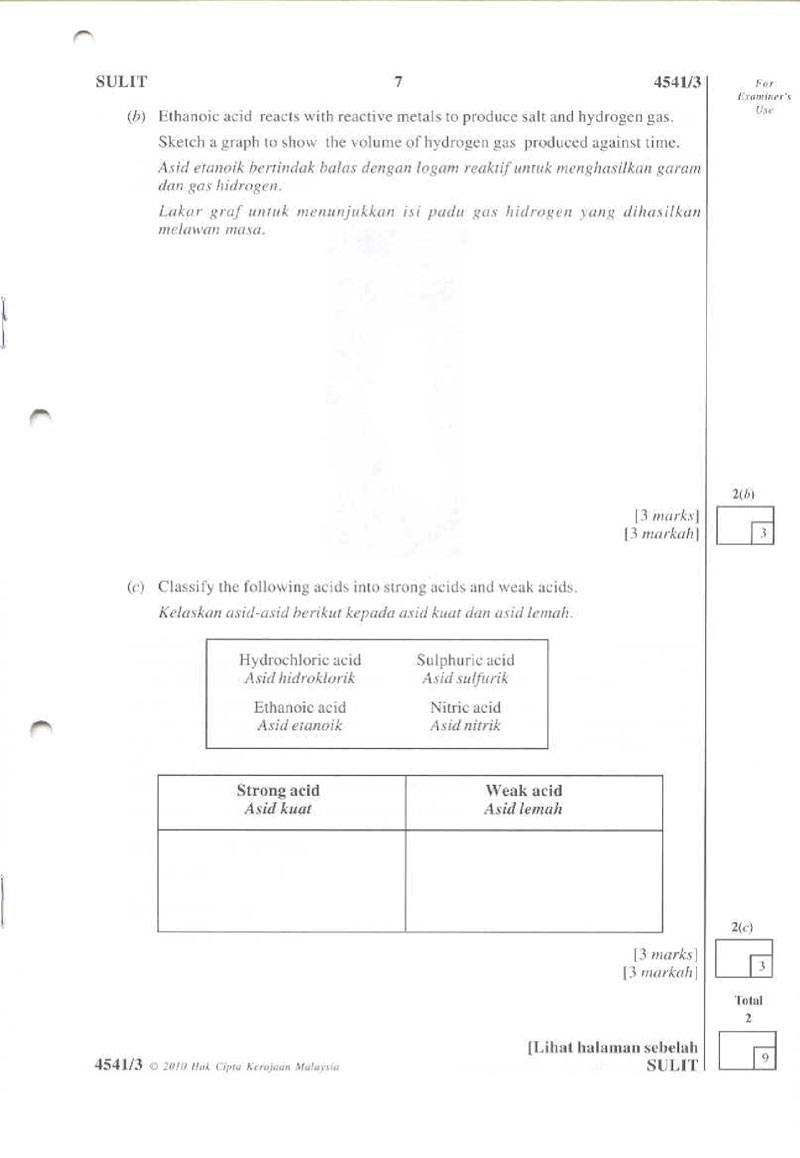 SULIT 7 4541/3
For
Examiner's
Use
(b) Ethanoic acid reacts with reactive metals to produce salt and hydrogen gas.
Sketch a graph to show the volume of hydrogen gas produced against time.
Asid etanoik bertindak balas dengan logam reaktif untuk menghasilkan garam
dan gas hidrogen.
Lakar graf untuk menunjukkan isi padu gas hidrogen yang dihasilkan
melawan masa.
2(b)
[3 marks]
[3 markah]
3
(c) Classify the following acids into strong acids and weak acids.
Kelaskan asid-asid berikut kepada asid kuat dan asid lemah.
Hydrochloric acid Sulphuric acid
Asid hidroklorik Asid sulfurik
Ethanoic acid Nitric acid
Asid etanoik Asid nitrik
Strong acid Weak acid
Asid kuat Asid lemah
2(c)
[3 marks]
[3 markah]
3
Total
2
9
[Lihat halaman sebelah
4541/3 © 2010 Hak Cipta Kerajaan Malaysia SULIT